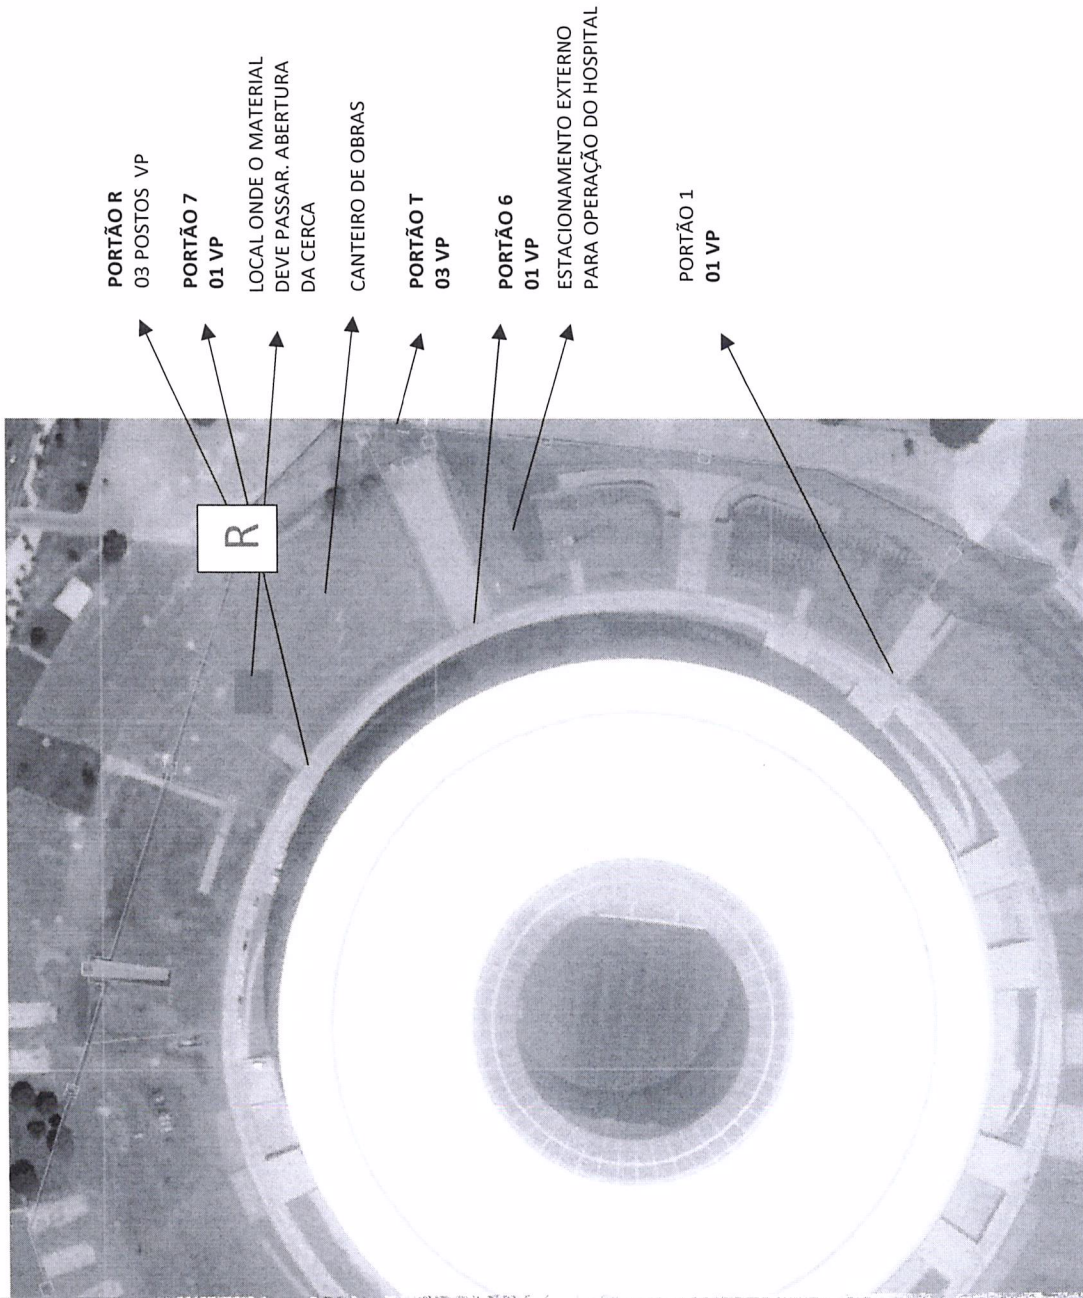 PORTÃO R
03 POSTOS VP
PORTÃO 7
01 VP
LOCAL ONDE O MATERIAL
DEVE PASSAR. ABERTURA
DA CERCA
CANTEIRO DE OBRAS
PORTÃO T
03 VP
PORTÃO 6
01 VP
ESTACIONAMENTO EXTERNO
PARA OPERAÇÃO DO HOSPITAL
PORTÃO 1
01 VP
R